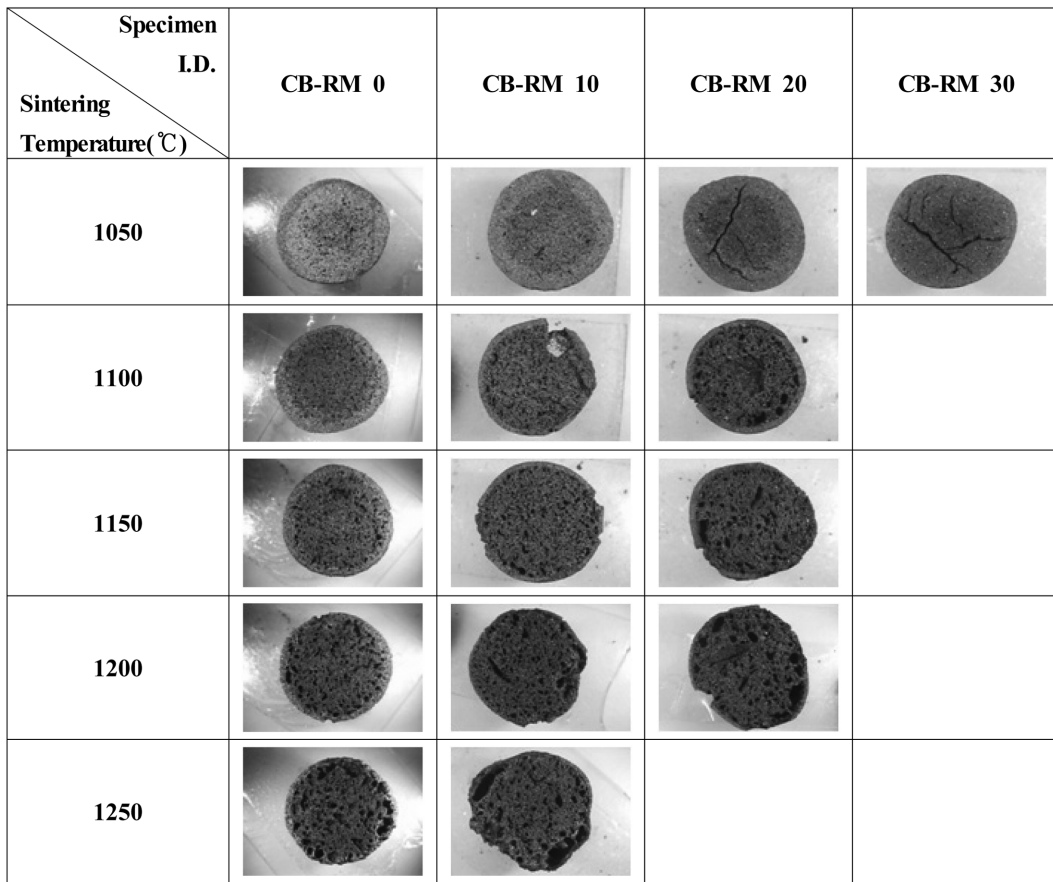 Specimen
I.D.
Sintering
Temperature(℃)
CB-RM 0
CB-RM 10
CB-RM 20
CB-RM 30
1050
1100
1150
1200
1250